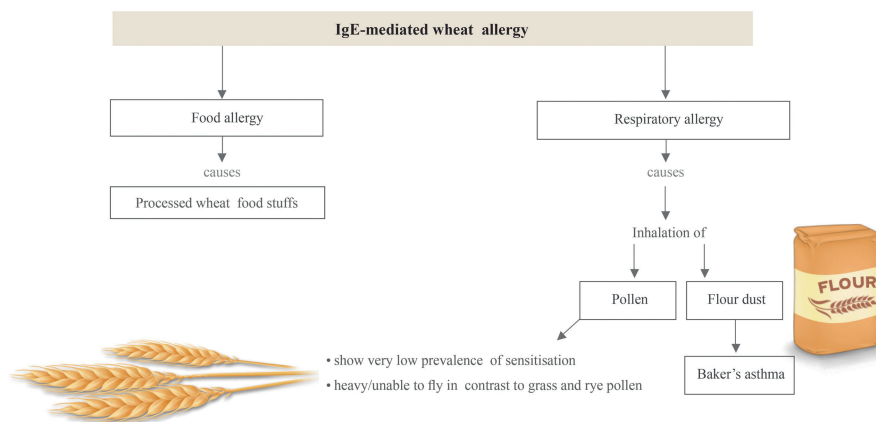 IgE-mediated wheat allergy
Food allergy
causes
Processed wheat food stuffs
Respiratory allergy
causes
Inhalation of
Pollen
Flour dust
FLOUR
• show very low prevalence of sensitisation
• heavy/unable to fly in contrast to grass and rye pollen
Baker's asthma